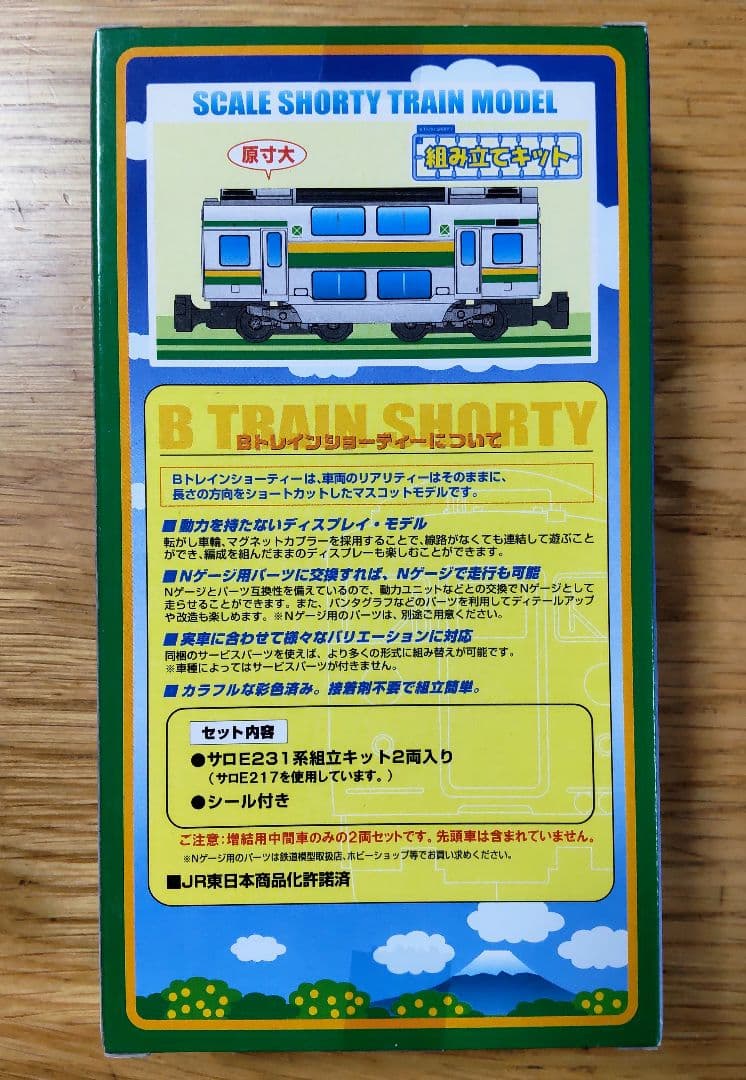 SCALE SHORTY TRAIN MODEL
原寸大
組み立てキット
B TRAIN SHORTY
Bトレインショーティーについて
Bトレインショーティーは、車両のリアリティーはそのままに、
長さの方向をショートカットしたマスコットモデルです。
■動力を持たないディスプレイ・モデル
転がし車輪、マグネットカプラーを採用することで、線路がなくても連結して遊ぶこと
ができ、編成を組んだままのディスプレーも楽しむことができます。
■Nゲージ用パーツに交換すれば、Nゲージで走行も可能
Nゲージとパーツ互換性を備えているので、動力ユニットなどとの交換でNゲージとして
走らせることができます。また、パンタグラフなどのパーツを利用してディテールアップ
や改造も楽しめます。※Nゲージ用のパーツは、別途ご用意ください。
■実車に合わせて様々なバリエーションに対応
同梱のサービスパーツを使えば、より多くの形式に組み替えが可能です。
※車種によってはサービスパーツが付きません。
■カラフルな彩色済み。接着剤不要で組立簡単。
セット内容
●サロE231系組立キット2両入り
(サロE217を使用しています。)
●シール付き
ご注意:増結用中間車のみの2両セットです。先頭車は含まれていません。
※Nゲージ用のパーツは鉄道模型取扱店、ホビーショップ等でお買い求めください。
■JR東日本商品化許諾済